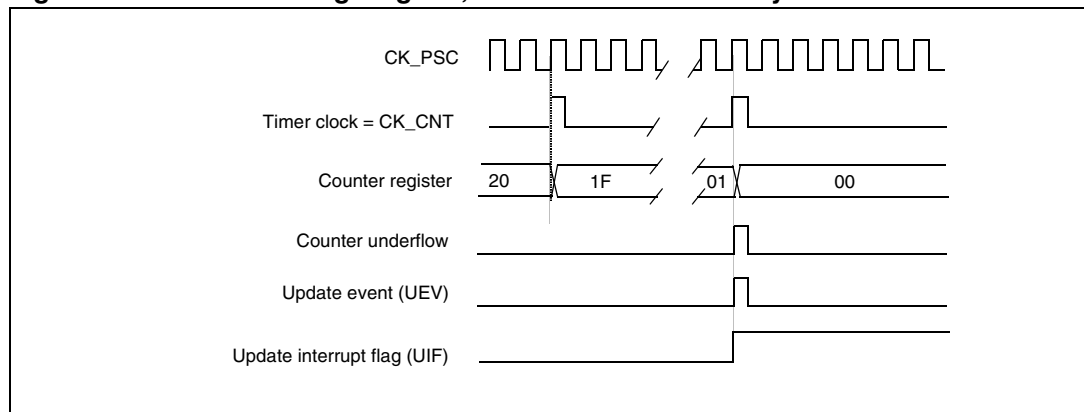 CK_PSC
Timer clock = CK_CNT
Counter register 20 1F 01 00
Counter underflow
Update event (UEV)
Update interrupt flag (UIF)